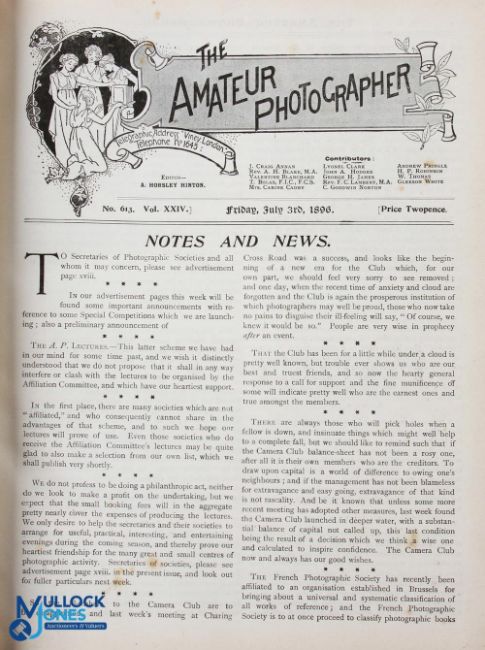 THE
AMATEUR
PHOTOGRAPHER
Telegraphic Address "Viney London."
Telephone No 1645.
EDITOR—
A. HORSLEY HINTON.
Contributors:
J. CRAIG ANNAN
REV. A. H. BLAKE, M.A.
VALENTINE BLANCHARD
T. BOLAS, F.I.C., F.C.S.
MRS. CARINE CADBY
LYONEL CLARK
JOHN A. HODGES
GEORGE H. JAMES
REV. F. C. LAMBERT, M.A.
C. GOODWIN NORTON
ANDREW PRINGLE
H. P. ROBINSON
W. THOMAS
GLEESON WHITE
No. 613. VOL. XXIV.]
Friday, July 3rd, 1896.
[Price Twopence.
NOTES AND NEWS.
TO Secretaries of Photographic Societies and all
whom it may concern, please see advertisement
page xviii.
* * * *
In our advertisement pages this week will be
found some important announcements with re-
ference to some Special Competitions which we are launch-
ing; also a preliminary announcement of
* * * *
THE A. P. LECTURES.—This latter scheme we have had
in our mind for some time past, and we wish it distinctly
understood that we do not propose that it shall in any way
interfere or clash with the lectures to be organised by the
Affiliation Committee, and which have our heartiest support.
* * * *
In the first place, there are many societies which are not
"affiliated," and who consequently cannot share in the
advantages of that scheme, and to such we hope our
lectures will prove of use. Even those societies who do
receive the Affiliation Committee's lectures may be quite
glad to also make a selection from our own list, which we
shall publish very shortly.
* * * *
WE do not profess to be doing a philanthropic act, neither
do we look to make a profit on the undertaking, but we
expect that the small booking fees will in the aggregate
pretty nearly cover the expenses of producing the lectures.
We only desire to help the secretaries and their societies to
arrange for useful, practical, interesting, and entertaining
evenings during the coming season, and thereby prove our
heartiest friendship for the many great and small centres of
photographic activity. Secretaries of societies, please see
advertisement page xviii. in the present issue, and look out
for fuller particulars next week.
to the Camera Club are to
and last week's meeting at Charing
Cross Road was a success, and looks like the begin-
ning of a new era for the Club which, for our
own part, we should feel very sorry to see removed;
and one day, when the recent time of anxiety and cloud are
forgotten and the Club is again the prosperous institution of
which photographers may well be proud, those who now take
no pains to disguise their ill-feeling will say, "Of course, we
knew it would be so." People are very wise in prophecy
after an event.
* * * *
THAT the Club has been for a little while under a cloud is
pretty well known, but trouble ever shows us who are our
best and truest friends, and so now the hearty general
response to a call for support and the fine munificence of
some will indicate pretty well who are the earnest ones and
true amongst the members.
* * * *
THERE are always those who will pick holes when a
fellow is down, and insinuate things which might well help
to a complete fall, but we should like to remind such that if
the Camera Club balance-sheet has not been a rosy one,
after all it is their own members who are the creditors. To
draw upon capital is a world of difference to owing one's
neighbours; and if the management has not been blameless
for extravagance and easy going, extravagance of that kind
is not rascality. And be it known that unless some more
recent meeting has adopted other measures, last week found
the Camera Club launched in deeper water, with a substan-
tial balance of capital not called up, this last condition
being the result of a decision which we think a wise one
and calculated to inspire confidence. The Camera Club
now and always has our good wishes.
* * * *
THE French Photographic Society has recently been
affiliated to an organisation established in Brussels for
bringing about a universal and systematic classification of
all works of reference; and the French Photographic
Society is to at once proceed to classify photographic books
MULLOCK
JONES
Auctioneers & Valuers